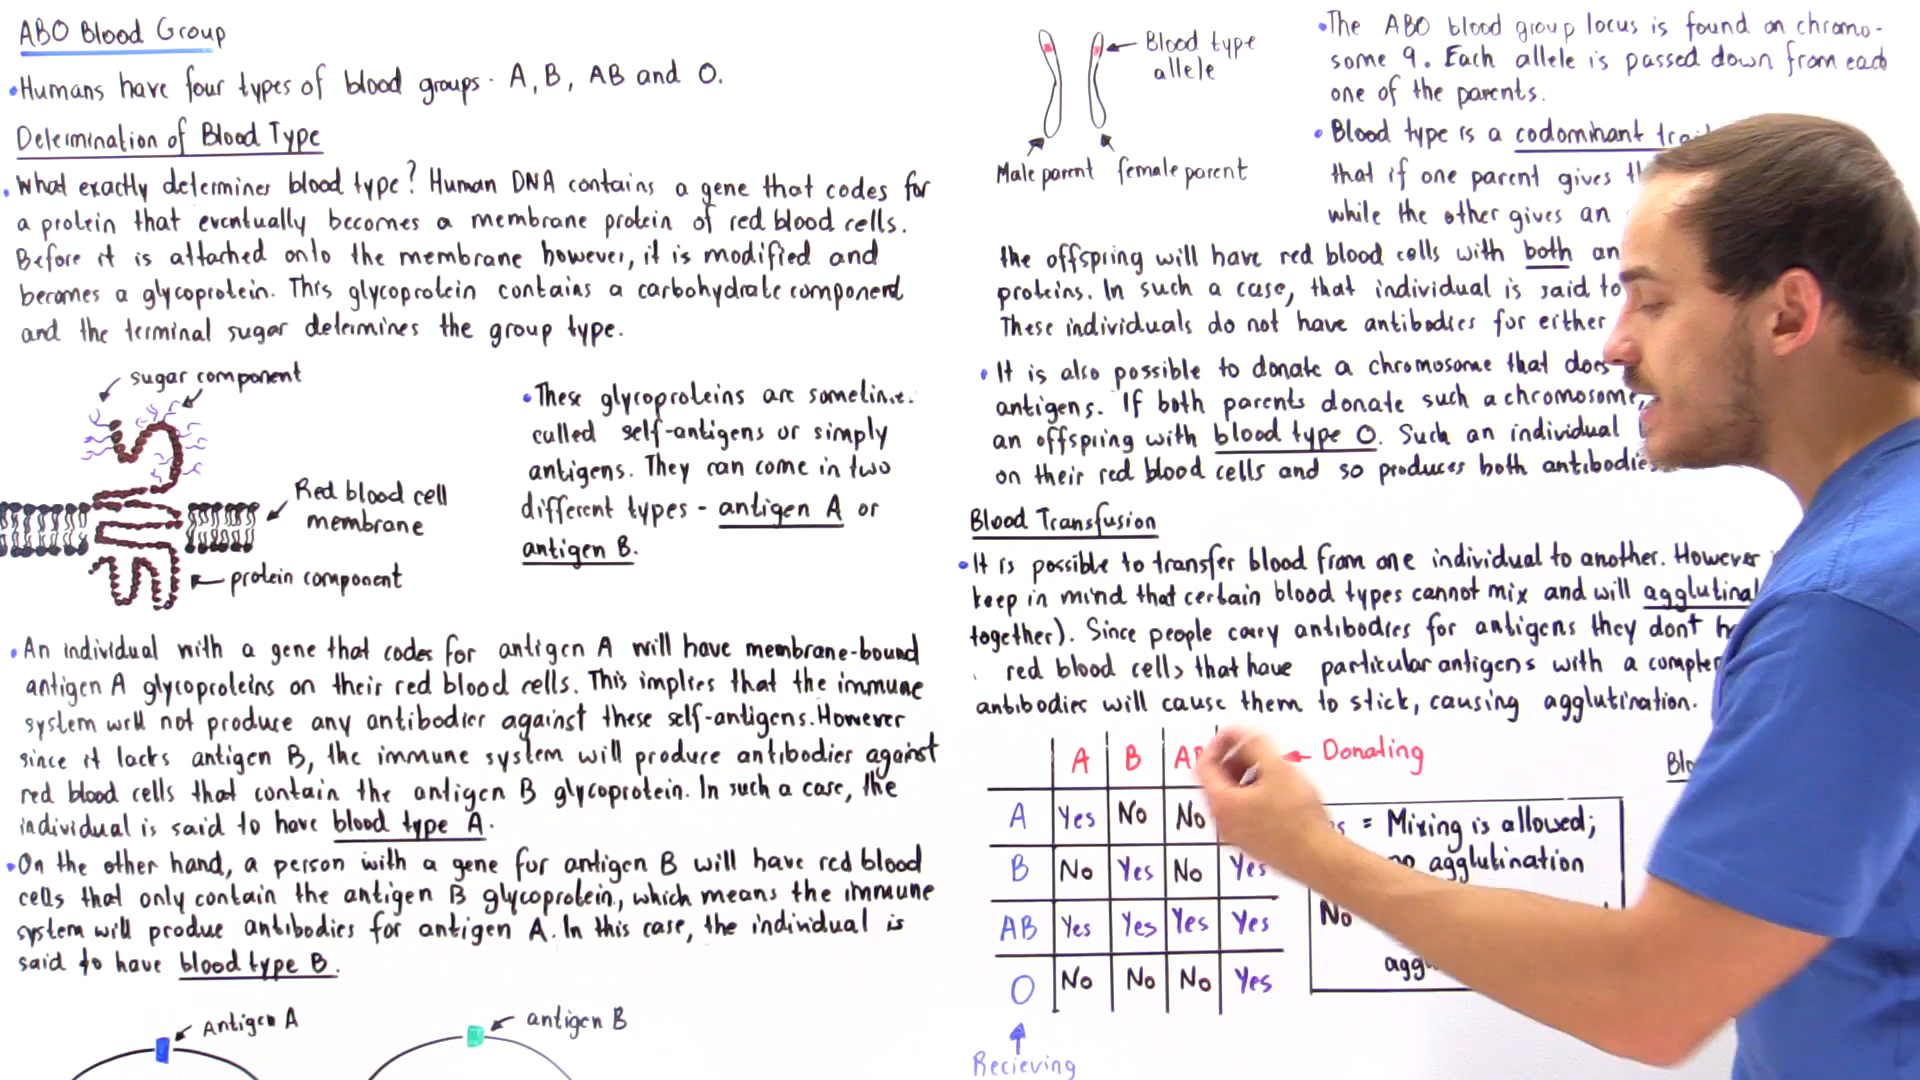 ABO Blood Group
•Humans have four types of blood groups - A, B, AB and O.
Determination of Blood Type
•What exactly determines blood type? Human DNA contains a gene that codes for
a protein that eventually becomes a membrane protein of red blood cells.
Before it is attached onto the membrane however, it is modified and
becomes a glycoprotein. This glycoprotein contains a carbohydrate component
and the terminal sugar determines the group type.
sugar component
Red blood cell
membrane
protein component
•These glycoproteins are sometimes
called self-antigens or simply
antigens. They can come in two
different types - antigen A or
antigen B.
•An individual with a gene that codes for antigen A will have membrane-bound
antigen A glycoproteins on their red blood cells. This implies that the immune
system will not produce any antibodies against these self-antigens. However
since it lacks antigen B, the immune system will produce antibodies against
red blood cells that contain the antigen B glycoprotein. In such a case, the
individual is said to have blood type A.
•On the other hand, a person with a gene for antigen B will have red blood
cells that only contain the antigen B glycoprotein, which means the immune
system will produe antibodies for antigen A. In this case, the individual is
said to have blood type B.
Antigen A
antigen B
Blood type
allele
Male parent female parent
•The ABO blood group locus is found on chromo-
some 9. Each allele is passed down from each
one of the parents.
•Blood type is a codominant
that if one parent gives
while the other gives an
the offspring will have red blood cells with both
proteins. In such a case, that individual is said to
These individuals do not have antibodies for either
•It is also possible to donate a chromosome that does
antigens. If both parents donate such a chromosome,
an offspring with blood type O. Such an individual
on their red blood cells and so produces both
Blood Transfusion
•It is possible to transfer blood from one individual to another. However
keep in mind that certain blood types cannot mix and will
together). Since people carry antibodies for antigens they dont
red blood cells that have particular antigens with a
antibodies will cause them to stick, causing agglutination.
A B Donating
A Yes No No
B No Yes No Yes
AB Yes Yes Yes Yes
O No No No Yes
Recieving
= Mixing is allowed;
no agglutination
No